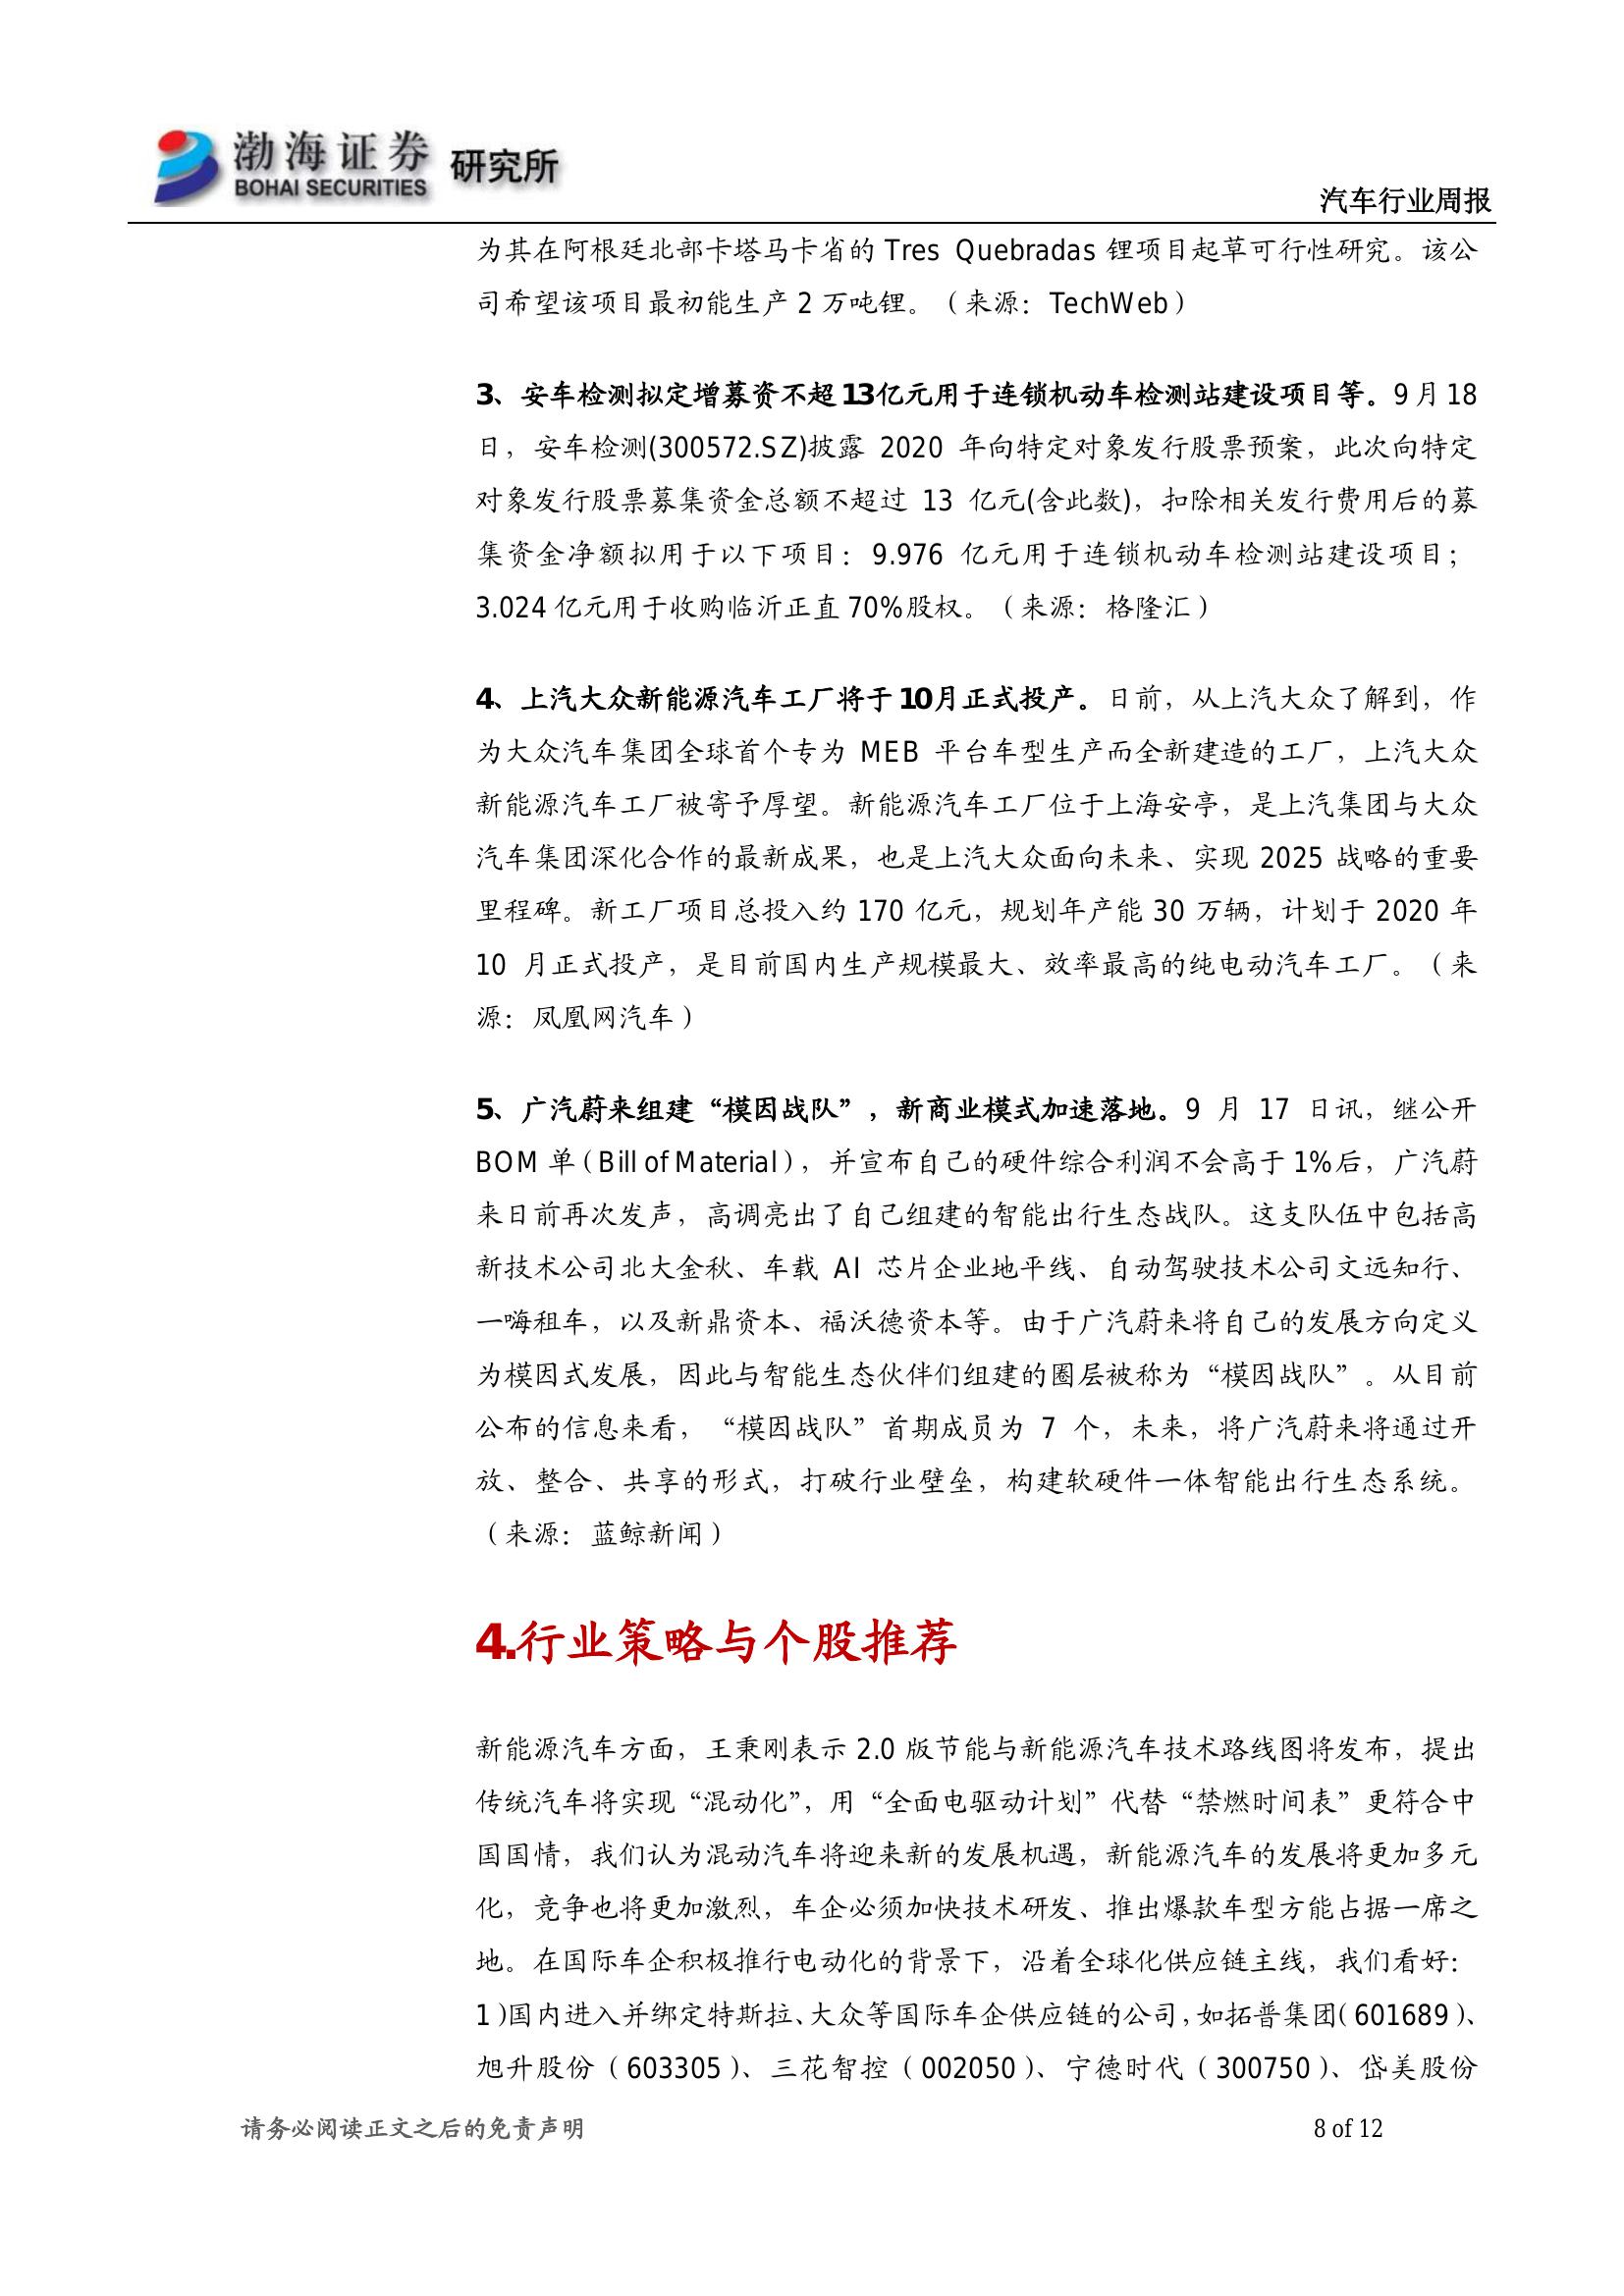 渤海证券 研究所
BOHAI SECURITIES
汽车行业周报
为其在阿根廷北部卡塔马卡省的 Tres Quebradas 锂项目起草可行性研究。该公
司希望该项目最初能生产 2 万吨锂。（来源：TechWeb）
3、安车检测拟定增募资不超13亿元用于连锁机动车检测站建设项目等。9 月 18
日，安车检测(300572.SZ)披露 2020 年向特定对象发行股票预案，此次向特定
对象发行股票募集资金总额不超过 13 亿元(含此数)，扣除相关发行费用后的募
集资金净额拟用于以下项目：9.976 亿元用于连锁机动车检测站建设项目；
3.024 亿元用于收购临沂正直 70%股权。（来源：格隆汇）
4、上汽大众新能源汽车工厂将于10月正式投产。日前，从上汽大众了解到，作
为大众汽车集团全球首个专为 MEB 平台车型生产而全新建造的工厂，上汽大众
新能源汽车工厂被寄予厚望。新能源汽车工厂位于上海安亭，是上汽集团与大众
汽车集团深化合作的最新成果，也是上汽大众面向未来、实现 2025 战略的重要
里程碑。新工厂项目总投入约 170 亿元，规划年产能 30 万辆，计划于 2020 年
10 月正式投产，是目前国内生产规模最大、效率最高的纯电动汽车工厂。（来
源：凤凰网汽车）
5、广汽蔚来组建“模因战队”，新商业模式加速落地。9 月 17 日讯，继公开
BOM 单（Bill of Material），并宣布自己的硬件综合利润不会高于 1%后，广汽蔚
来日前再次发声，高调亮出了自己组建的智能出行生态战队。这支队伍中包括高
新技术公司北大金秋、车载 AI 芯片企业地平线、自动驾驶技术公司文远知行、
一嗨租车，以及新鼎资本、福沃德资本等。由于广汽蔚来将自己的发展方向定义
为模因式发展，因此与智能生态伙伴们组建的圈层被称为“模因战队”。从目前
公布的信息来看，“模因战队”首期成员为 7 个，未来，将广汽蔚来将通过开
放、整合、共享的形式，打破行业壁垒，构建软硬件一体智能出行生态系统。
（来源：蓝鲸新闻）
4.行业策略与个股推荐
新能源汽车方面，王秉刚表示 2.0 版节能与新能源汽车技术路线图将发布，提出
传统汽车将实现“混动化”，用“全面电驱动计划”代替“禁燃时间表”更符合中
国国情，我们认为混动汽车将迎来新的发展机遇，新能源汽车的发展将更加多元
化，竞争也将更加激烈，车企必须加快技术研发、推出爆款车型方能占据一席之
地。在国际车企积极推行电动化的背景下，沿着全球化供应链主线，我们看好：
1）国内进入并绑定特斯拉、大众等国际车企供应链的公司，如拓普集团（601689）、
旭升股份（603305）、三花智控（002050）、宁德时代（300750）、岱美股份
请务必阅读正文之后的免责声明
8 of 12